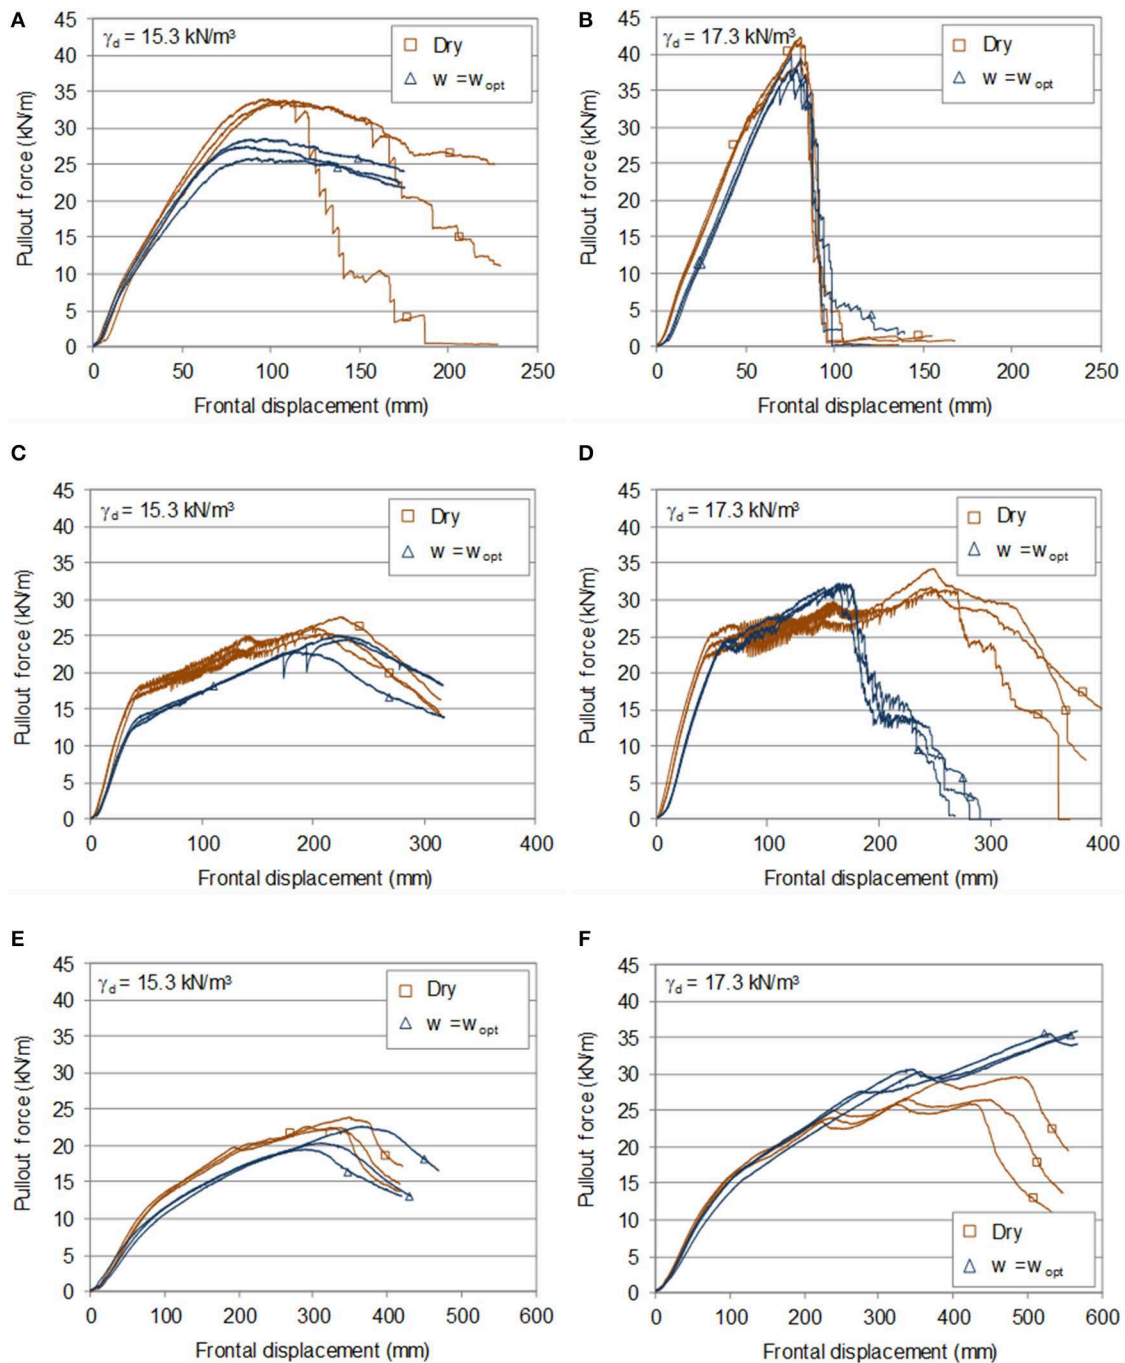 A
γd = 15.3 kN/m³
Dry
w =wopt
Pullout force (kN/m)
45
40
35
30
25
20
15
10
5
0
0 50 100 150 200 250
Frontal displacement (mm)
B
γd = 17.3 kN/m³
Dry
w =wopt
Pullout force (kN/m)
45
40
35
30
25
20
15
10
5
0
0 50 100 150 200 250
Frontal displacement (mm)
C
γd = 15.3 kN/m³
Dry
w =wopt
Pullout force (kN/m)
45
40
35
30
25
20
15
10
5
0
0 100 200 300 400
Frontal displacement (mm)
D
γd = 17.3 kN/m³
Dry
w =wopt
Pullout force (kN/m)
45
40
35
30
25
20
15
10
5
0
0 100 200 300 400
Frontal displacement (mm)
E
γd = 15.3 kN/m³
Dry
w =wopt
Pullout force (kN/m)
45
40
35
30
25
20
15
10
5
0
0 100 200 300 400 500 600
Frontal displacement (mm)
F
γd = 17.3 kN/m³
Dry
w =wopt
Pullout force (kN/m)
45
40
35
30
25
20
15
10
5
0
0 100 200 300 400 500 600
Frontal displacement (mm)